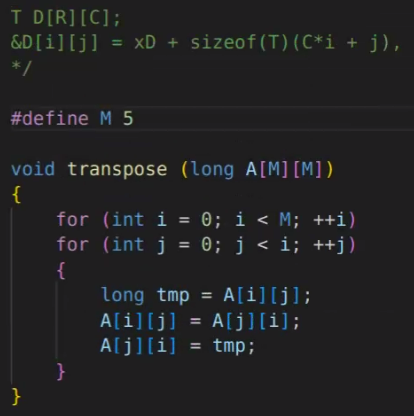 T D[R][C];
&D[i][j] = xD + sizeof(T)(C*i + j),
*/
#define M 5
void transpose (long A[M][M])
{
for (int i = 0; i < M; ++i)
for (int j = 0; j < i; ++j)
{
long tmp = A[i][j];
A[i][j] = A[j][i];
A[j][i] = tmp;
}
}